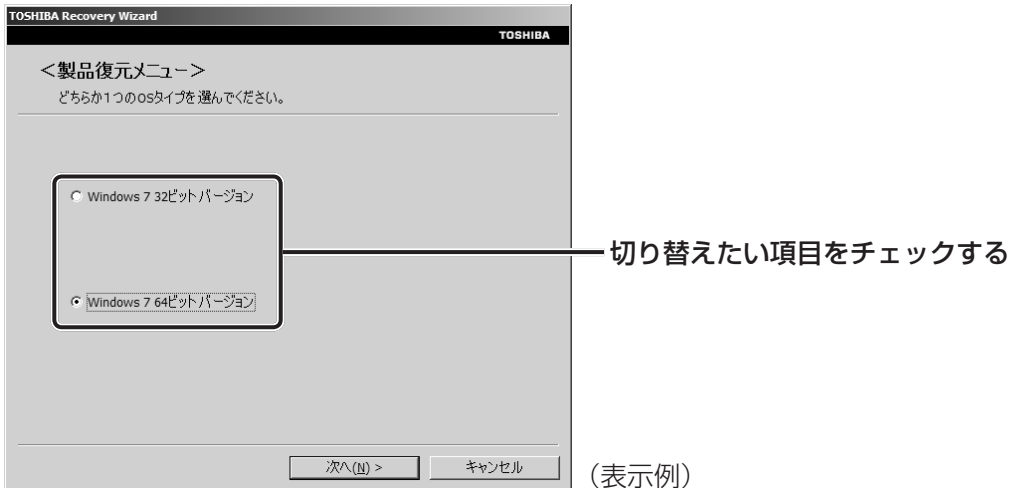 TOSHIBA Recovery Wizard
TOSHIBA
＜製品復元メニュー＞
どちらか1つのOSタイプを選んでください。
Windows 7 32ビットバージョン
切り替えたい項目をチェックする
Windows 7 64ビットバージョン
次へ(N) >
キャンセル
（表示例）